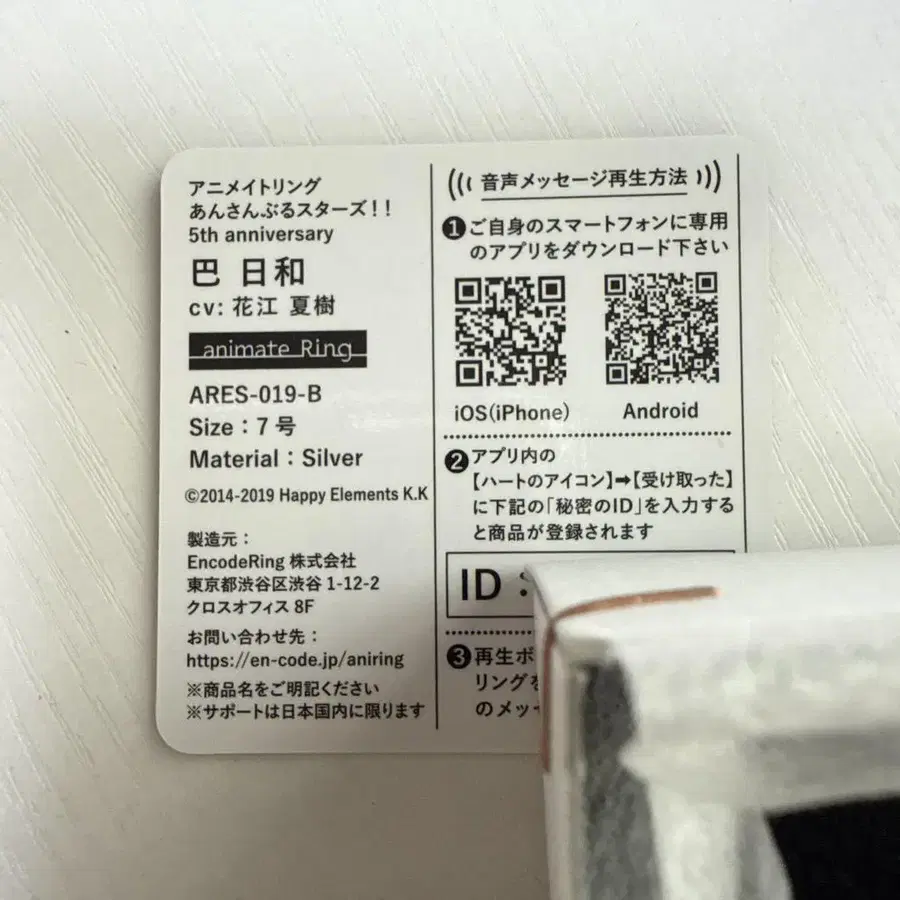 アニメイトリング
あんさんぶるスターズ！！
5th anniversary
巴 日和
cv: 花江 夏樹
animate Ring
ARES-019-B
Size：7号
Material：Silver
©2014-2019 Happy Elements K.K
製造元：
EncodeRing 株式会社
東京都渋谷区渋谷 1-12-2
クロスオフィス 8F
お問い合わせ先：
https://en-code.jp/aniring
※商品名をご明記ください
※サポートは日本国内に限ります
音声メッセージ再生方法
❶ご自身のスマートフォンに専用
のアプリをダウンロード下さい
iOS(iPhone)
Android
❷アプリ内の
【ハートのアイコン】➡【受け取った】
に下記の「秘密のID」を入力する
と商品が登録されます
ID：
❸再生ボ
リングを
のメッ